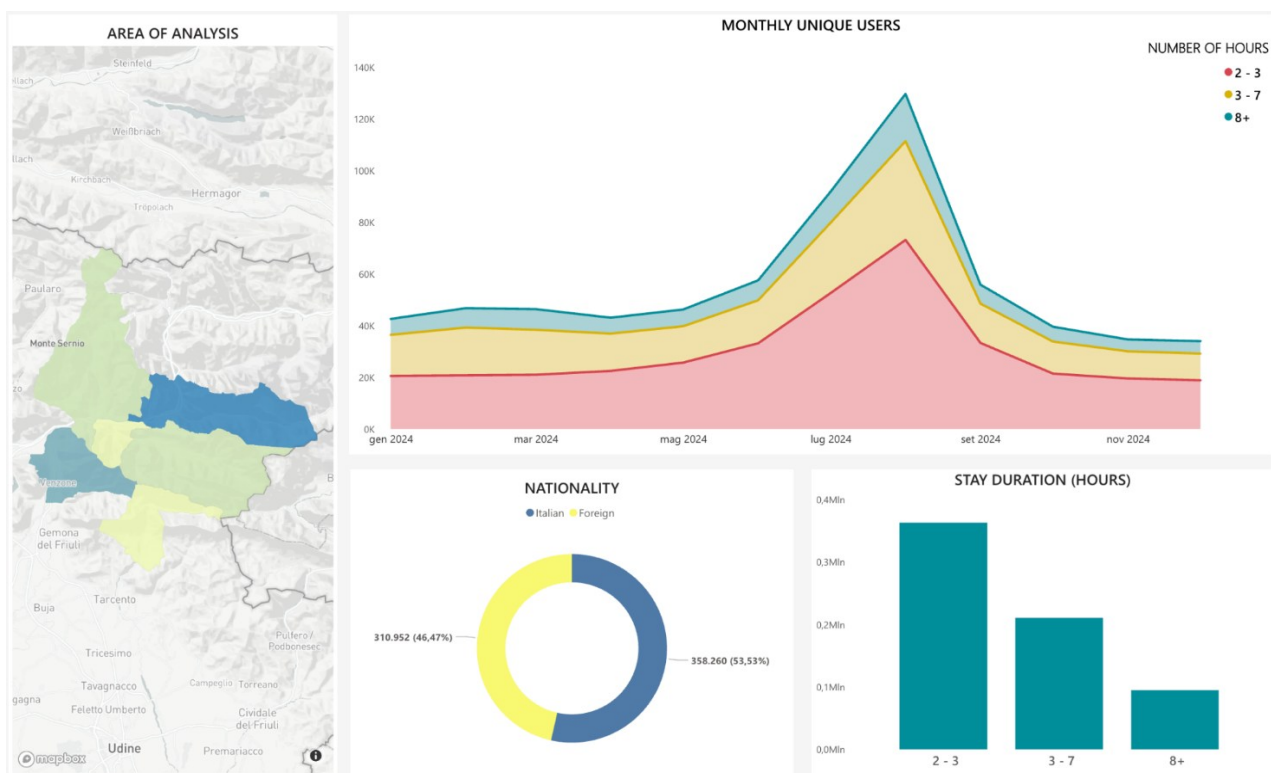 AREA OF ANALYSIS
Steinfeld
llach
Weißbriach
llach
Kirchbach
Hermagor
Tröpolach
Paularo
Monte Sernio
zo
Venzone
B
Gemona
del Friuli
Tarcento
Buja
Pulfero /
Podbonesec
Tricesimo
Campeglio
Torreano
Tavagnacco
gagna
Feletto Umberto
Cividale
del Friuli
Udine
Premariacco
mapbox
MONTHLY UNIQUE USERS
NUMBER OF HOURS
2 - 3
3 - 7
8+
140K
120K
100K
80K
60K
40K
20K
0K
gen 2024 mar 2024 mag 2024 lug 2024 set 2024 nov 2024
NATIONALITY
Italian Foreign
310.952 (46,47%)
358.260 (53,53%)
STAY DURATION (HOURS)
0,4Mln
0,3Mln
0,2Mln
0,1Mln
0,0Mln
2 - 3 3 - 7 8+